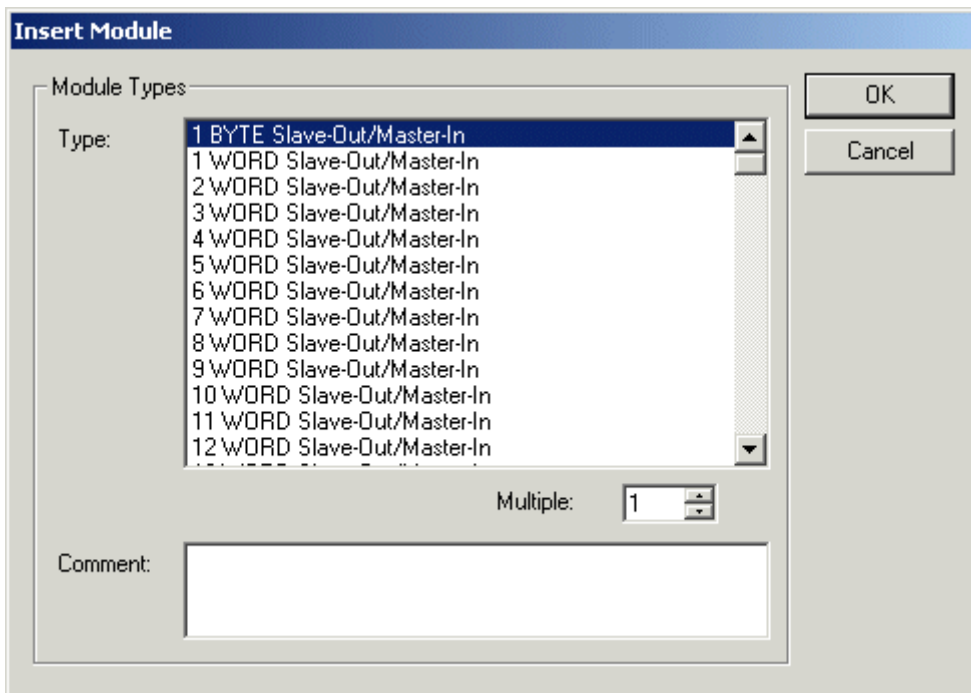 Insert Module
Module Types
OK
Cancel
Type:
1 BYTE Slave-Out/Master-In
1 WORD Slave-Out/Master-In
2 WORD Slave-Out/Master-In
3 WORD Slave-Out/Master-In
4 WORD Slave-Out/Master-In
5 WORD Slave-Out/Master-In
6 WORD Slave-Out/Master-In
7 WORD Slave-Out/Master-In
8 WORD Slave-Out/Master-In
9 WORD Slave-Out/Master-In
10 WORD Slave-Out/Master-In
11 WORD Slave-Out/Master-In
12 WORD Slave-Out/Master-In
Multiple: 1
Comment: